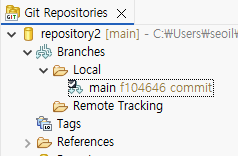 Git Repositories
repository2 [main] - C:₩Users₩seoil
Branches
Local
main f104646 commit
Remote Tracking
Tags
References